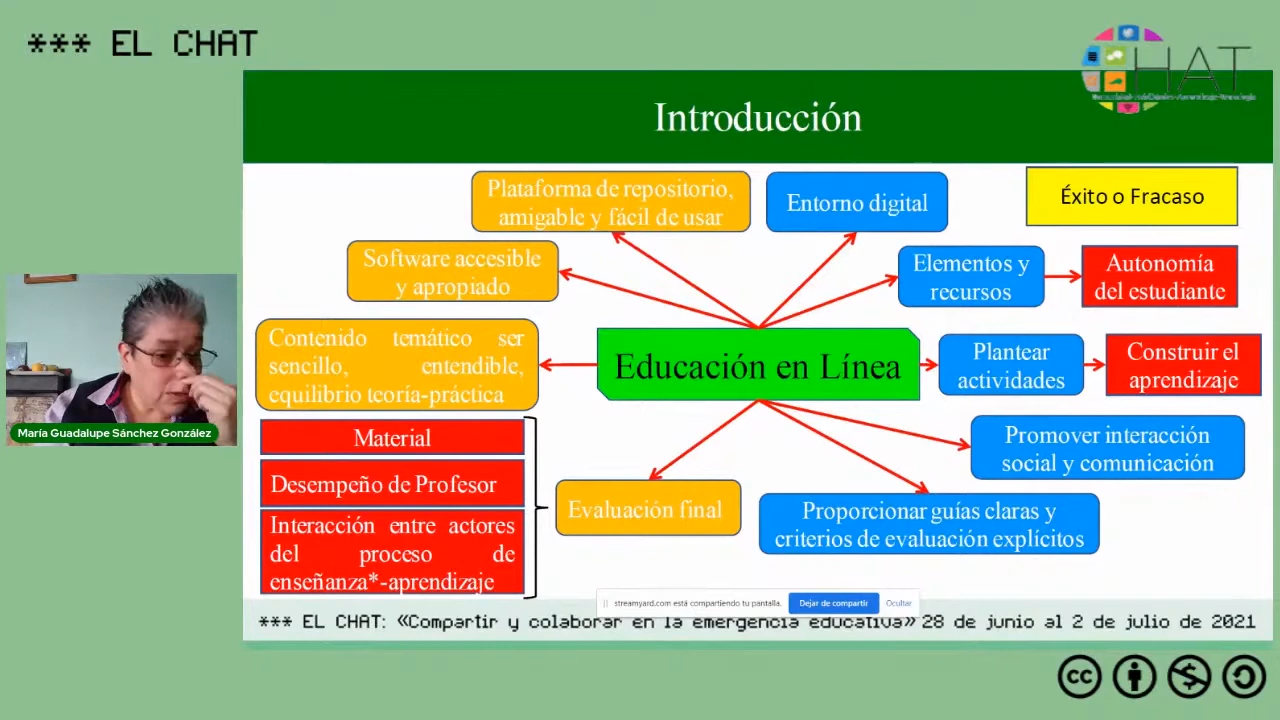 *** EL CHAT
HAT
Introducción
Plataforma de repositorio,
amigable y fácil de usar
Entorno digital
Éxito o Fracaso
Software accesible
y apropiado
Elementos y
recursos
Autonomía
del estudiante
Contenido temático ser
sencillo, entendible,
equilibrio teoría-práctica
Educación en Línea
Plantear
actividades
Construir el
aprendizaje
María Guadalupe Sánchez González
Material
Desempeño de Profesor
Interacción entre actores
del proceso de
enseñanza*-aprendizaje
Evaluación final
Promover interacción
social y comunicación
Proporcionar guías claras y
criterios de evaluación explícitos
streamyard.com está compartiendo tu pantalla.
Dejar de compartir
Ocultar
*** EL CHAT: «Compartir y colaborar en la emergencia educativa» 28 de junio al 2 de julio de 2021
cc